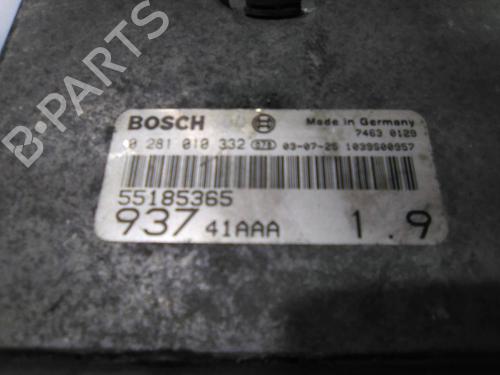 B-PARTS
BOSCH Made in Germany
7463 0129
0 281 010 332 03-07-25 1039S00957
55185365
937 41AAA 1.9